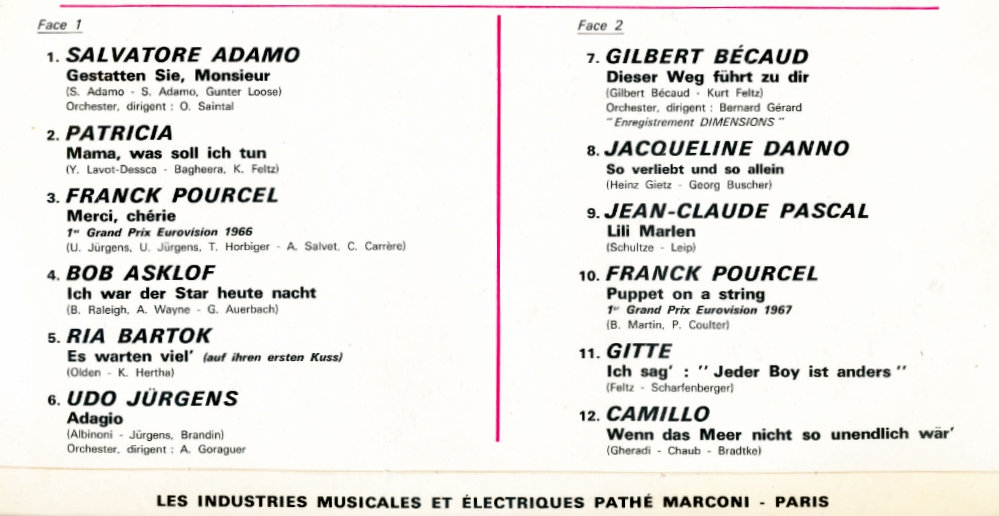 Face 1
1. SALVATORE ADAMO
Gestatten Sie, Monsieur
(S. Adamo - S. Adamo, Gunter Loose)
Orchester, dirigent : O. Saintal
2. PATRICIA
Mama, was soll ich tun
(Y. Lavot-Dessca - Bagheera, K. Feltz)
3. FRANCK POURCEL
Merci, chérie
1er Grand Prix Eurovision 1966
(U. Jürgens, U. Jürgens, T. Horbiger - A. Salvet, C. Carrère)
4. BOB ASKLOF
Ich war der Star heute nacht
(B. Raleigh, A. Wayne - G. Auerbach)
5. RIA BARTOK
Es warten viel' (auf ihren ersten Kuss)
(Olden - K. Hertha)
6. UDO JÜRGENS
Adagio
(Albinoni - Jürgens, Brandin)
Orchester, dirigent : A. Goraguer
Face 2
7. GILBERT BÉCAUD
Dieser Weg führt zu dir
(Gilbert Bécaud - Kurt Feltz)
Orchester, dirigent : Bernard Gérard
"Enregistrement DIMENSIONS"
8. JACQUELINE DANNO
So verliebt und so allein
(Heinz Gietz - Georg Buscher)
9. JEAN-CLAUDE PASCAL
Lili Marlen
(Schultze - Leip)
10. FRANCK POURCEL
Puppet on a string
1er Grand Prix Eurovision 1967
(B. Martin, P. Coulter)
11. GITTE
Ich sag' : "Jeder Boy ist anders"
(Feltz - Scharfenberger)
12. CAMILLO
Wenn das Meer nicht so unendlich wär'
(Gheradi - Chaub - Bradtke)
LES INDUSTRIES MUSICALES ET ÉLECTRIQUES PATHÉ MARCONI - PARIS